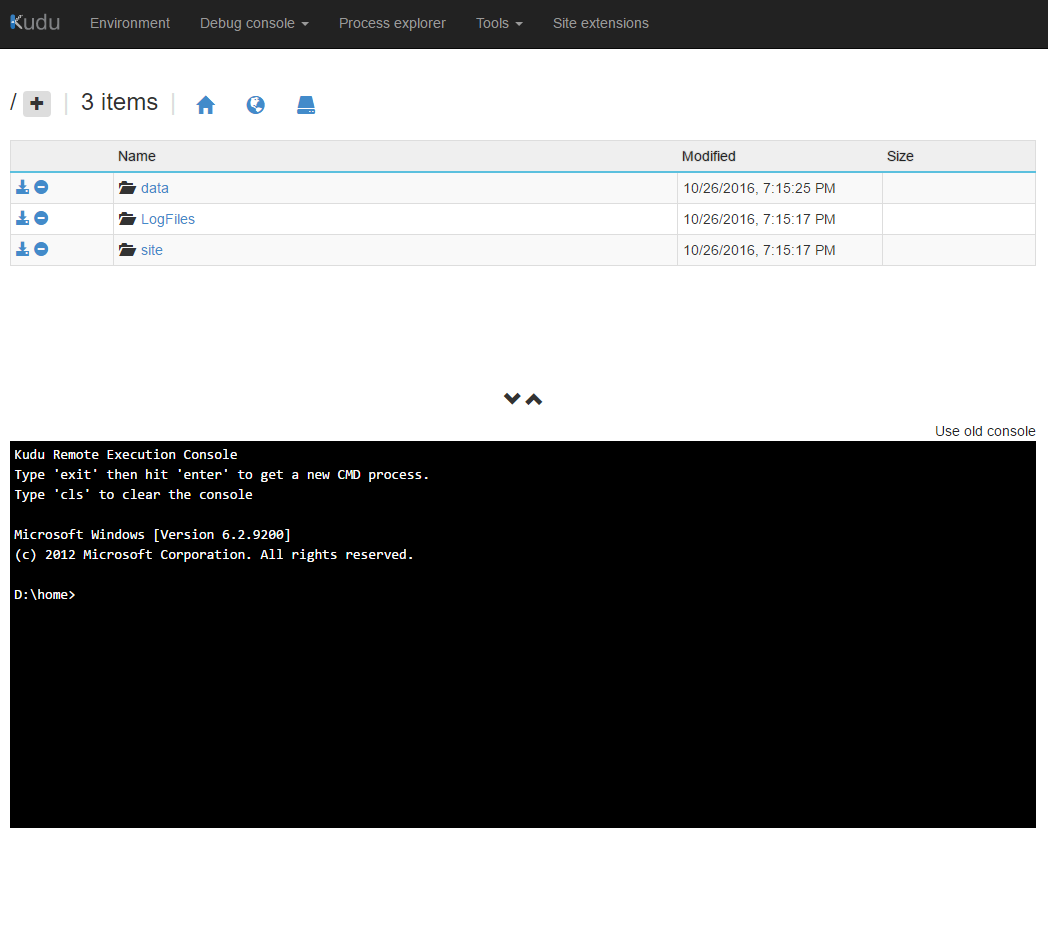 Kudu Environment Debug console Process explorer Tools Site extensions
/ 3 items
Name Modified Size
data 10/26/2016, 7:15:25 PM
LogFiles 10/26/2016, 7:15:17 PM
site 10/26/2016, 7:15:17 PM
Use old console
Kudu Remote Execution Console
Type 'exit' then hit 'enter' to get a new CMD process.
Type 'cls' to clear the console
Microsoft Windows [Version 6.2.9200]
(c) 2012 Microsoft Corporation. All rights reserved.
D:\home>